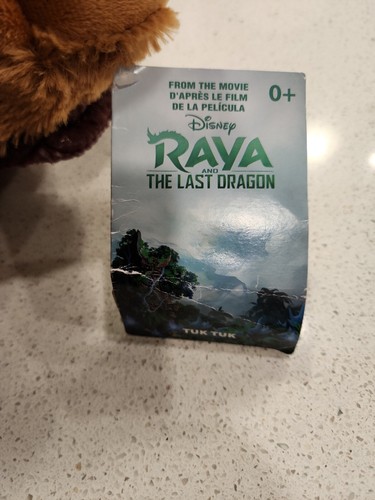 FROM THE MOVIE
D'APRÈS LE FILM
DE LA PELÍCULA
0+
Disney
RAYA
AND
THE LAST DRAGON
TUK TUK